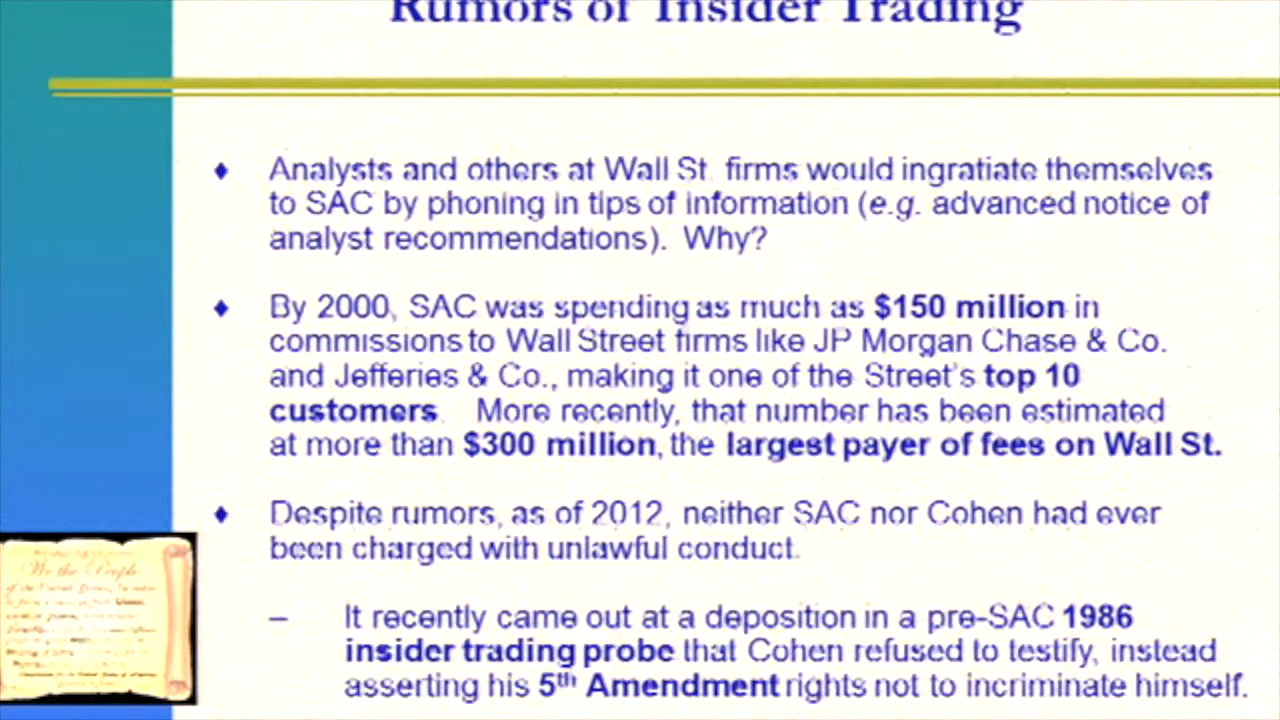 Rumors of Insider Trading
Analysts and others at Wall St. firms would ingratiate themselves
to SAC by phoning in tips of information (e.g. advanced notice of
analyst recommendations). Why?
By 2000, SAC was spending as much as $150 million in
commissions to Wall Street firms like JP Morgan Chase & Co.
and Jefferies & Co., making it one of the Street's top 10
customers. More recently, that number has been estimated
at more than $300 million, the largest payer of fees on Wall St.
Despite rumors, as of 2012, neither SAC nor Cohen had ever
been charged with unlawful conduct.
– It recently came out at a deposition in a pre-SAC 1986
insider trading probe that Cohen refused to testify, instead
asserting his 5th Amendment rights not to incriminate himself.
We the People